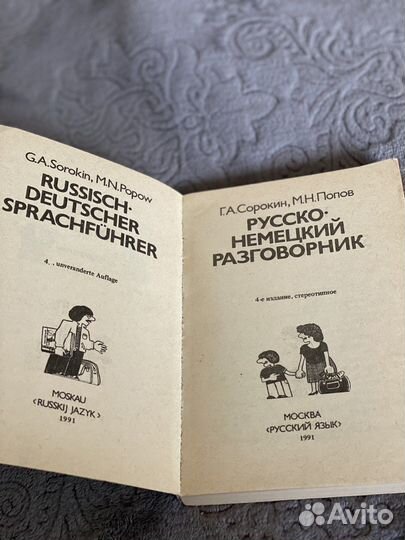 G.A.Sorokin, M.N.Popow
RUSSISCH-
DEUTSCHER
SPRACHFÜHRER
4., unveränderte Auflage
MOSKAU
‹RUSSKIJ JAZYK›
1991
Г.А.Сорокин, М.Н.Попов
РУССКО-
НЕМЕЦКИЙ
РАЗГОВОРНИК
4-е издание, стереотипное
МОСКВА
‹РУССКИЙ ЯЗЫК›
1991
Avito